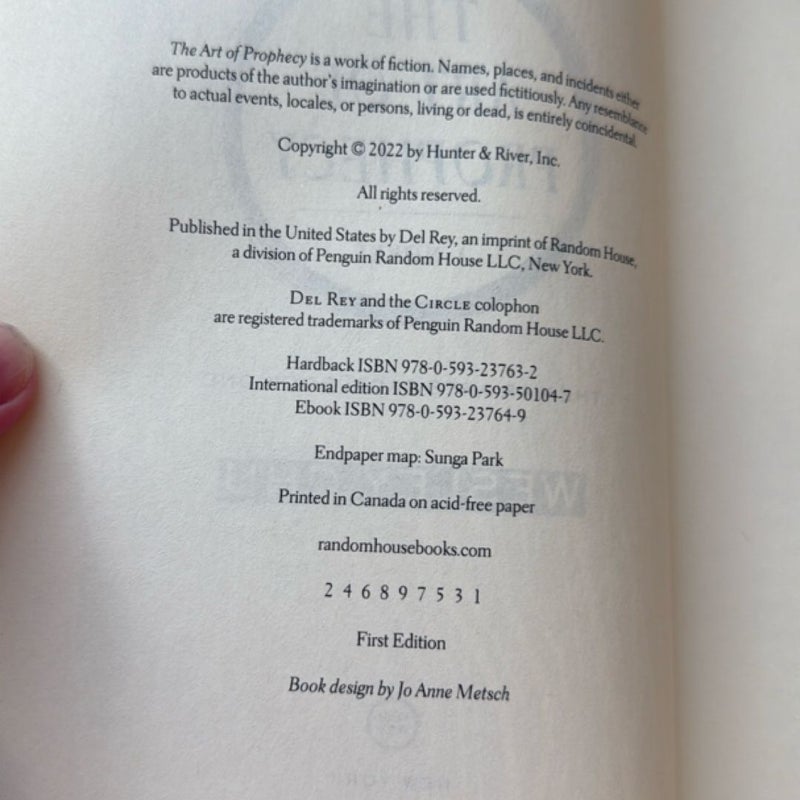 The Art of Prophecy is a work of fiction. Names, places, and incidents either
are products of the author's imagination or are used fictitiously. Any resemblance
to actual events, locales, or persons, living or dead, is entirely coincidental.
Copyright © 2022 by Hunter & River, Inc.
All rights reserved.
Published in the United States by Del Rey, an imprint of Random House,
a division of Penguin Random House LLC, New York.
DEL REY and the CIRCLE colophon
are registered trademarks of Penguin Random House LLC.
Hardback ISBN 978-0-593-23763-2
International edition ISBN 978-0-593-50104-7
Ebook ISBN 978-0-593-23764-9
Endpaper map: Sunga Park
Printed in Canada on acid-free paper
randomhousebooks.com
2 4 6 8 9 7 5 3 1
First Edition
Book design by Jo Anne Metsch